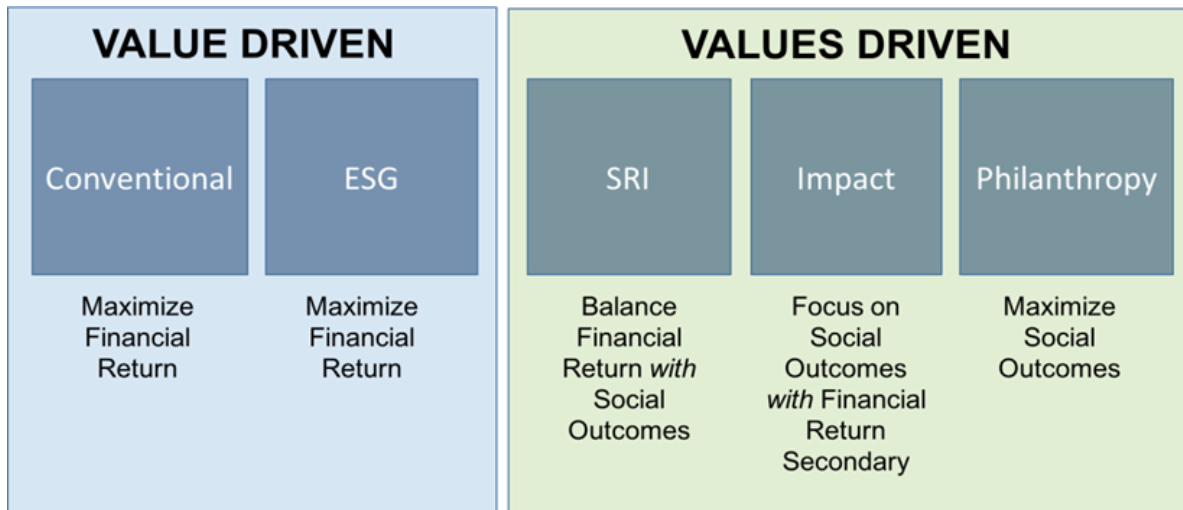 VALUE DRIVEN
Conventional
ESG
Maximize
Financial
Return
Maximize
Financial
Return
VALUES DRIVEN
SRI
Impact
Philanthropy
Balance
Financial
Return with
Social
Outcomes
Focus on
Social
Outcomes
with Financial
Return
Secondary
Maximize
Social
Outcomes